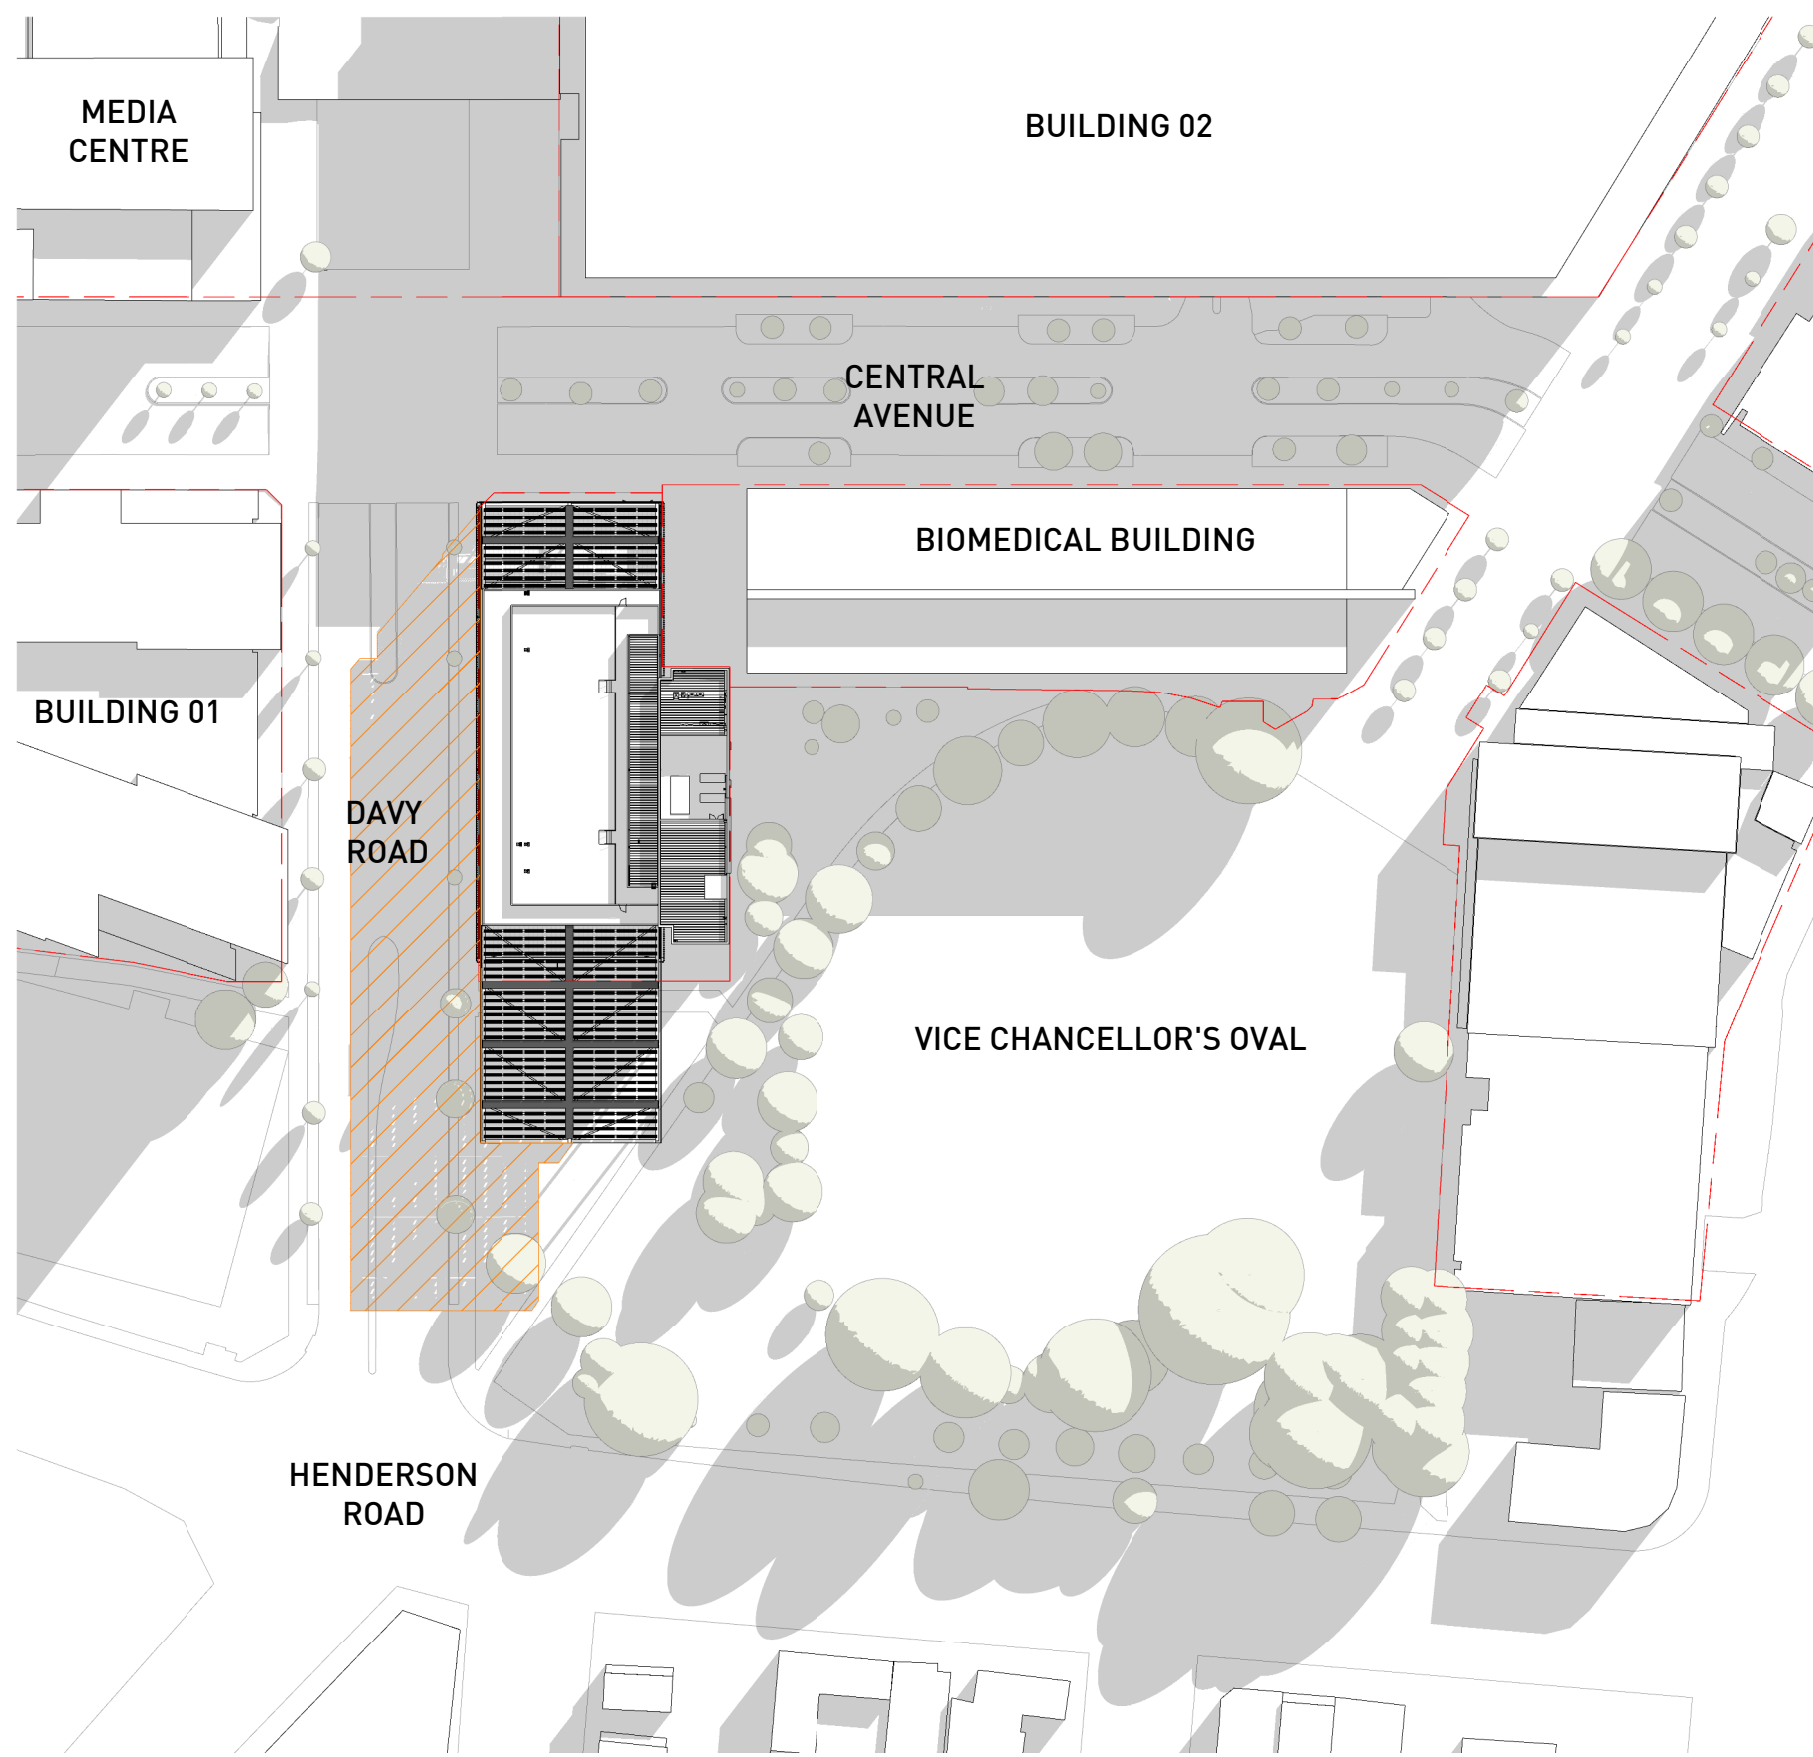 MEDIA
CENTRE
BUILDING 02
CENTRAL
AVENUE
BIOMEDICAL BUILDING
BUILDING 01
DAVY
ROAD
VICE CHANCELLOR'S OVAL
HENDERSON
ROAD